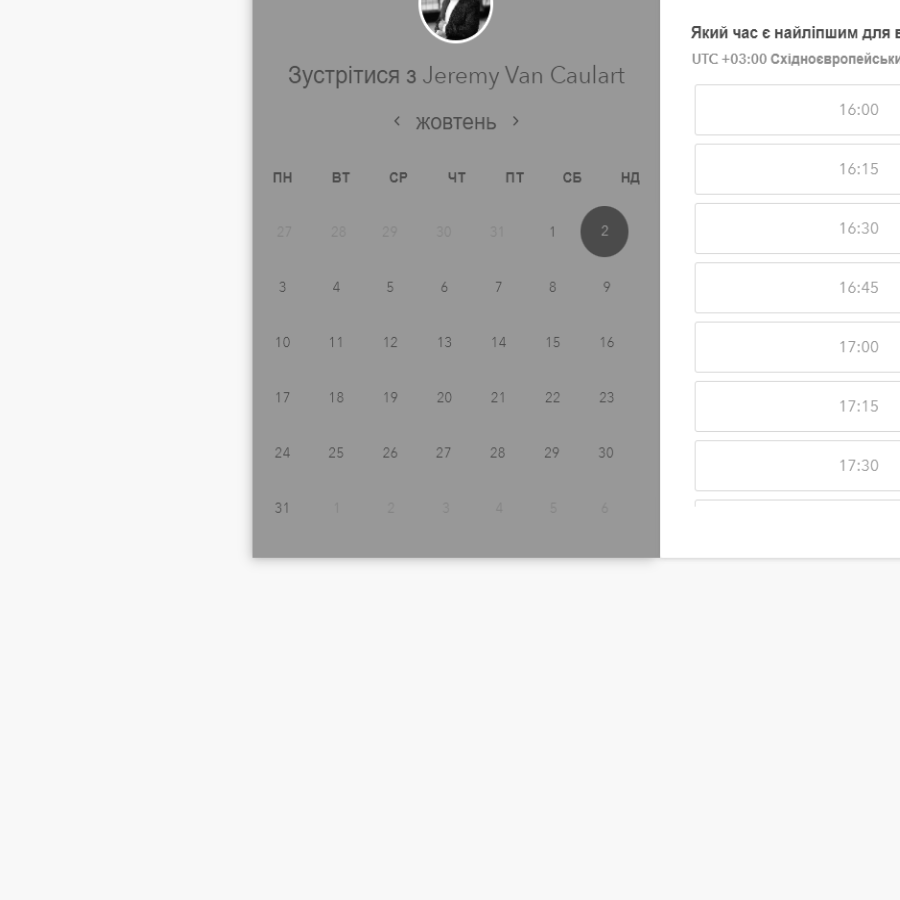 Зустрітися з Jeremy Van Caulart
жовтень
ПН ВТ СР ЧТ ПТ СБ НД
27 28 29 30 31 1 2
3 4 5 6 7 8 9
10 11 12 13 14 15 16
17 18 19 20 21 22 23
24 25 26 27 28 29 30
31 1 2 3 4 5 6
Який час є найліпшим для в
UTC +03:00 Східноєвропейськи
16:00
16:15
16:30
16:45
17:00
17:15
17:30